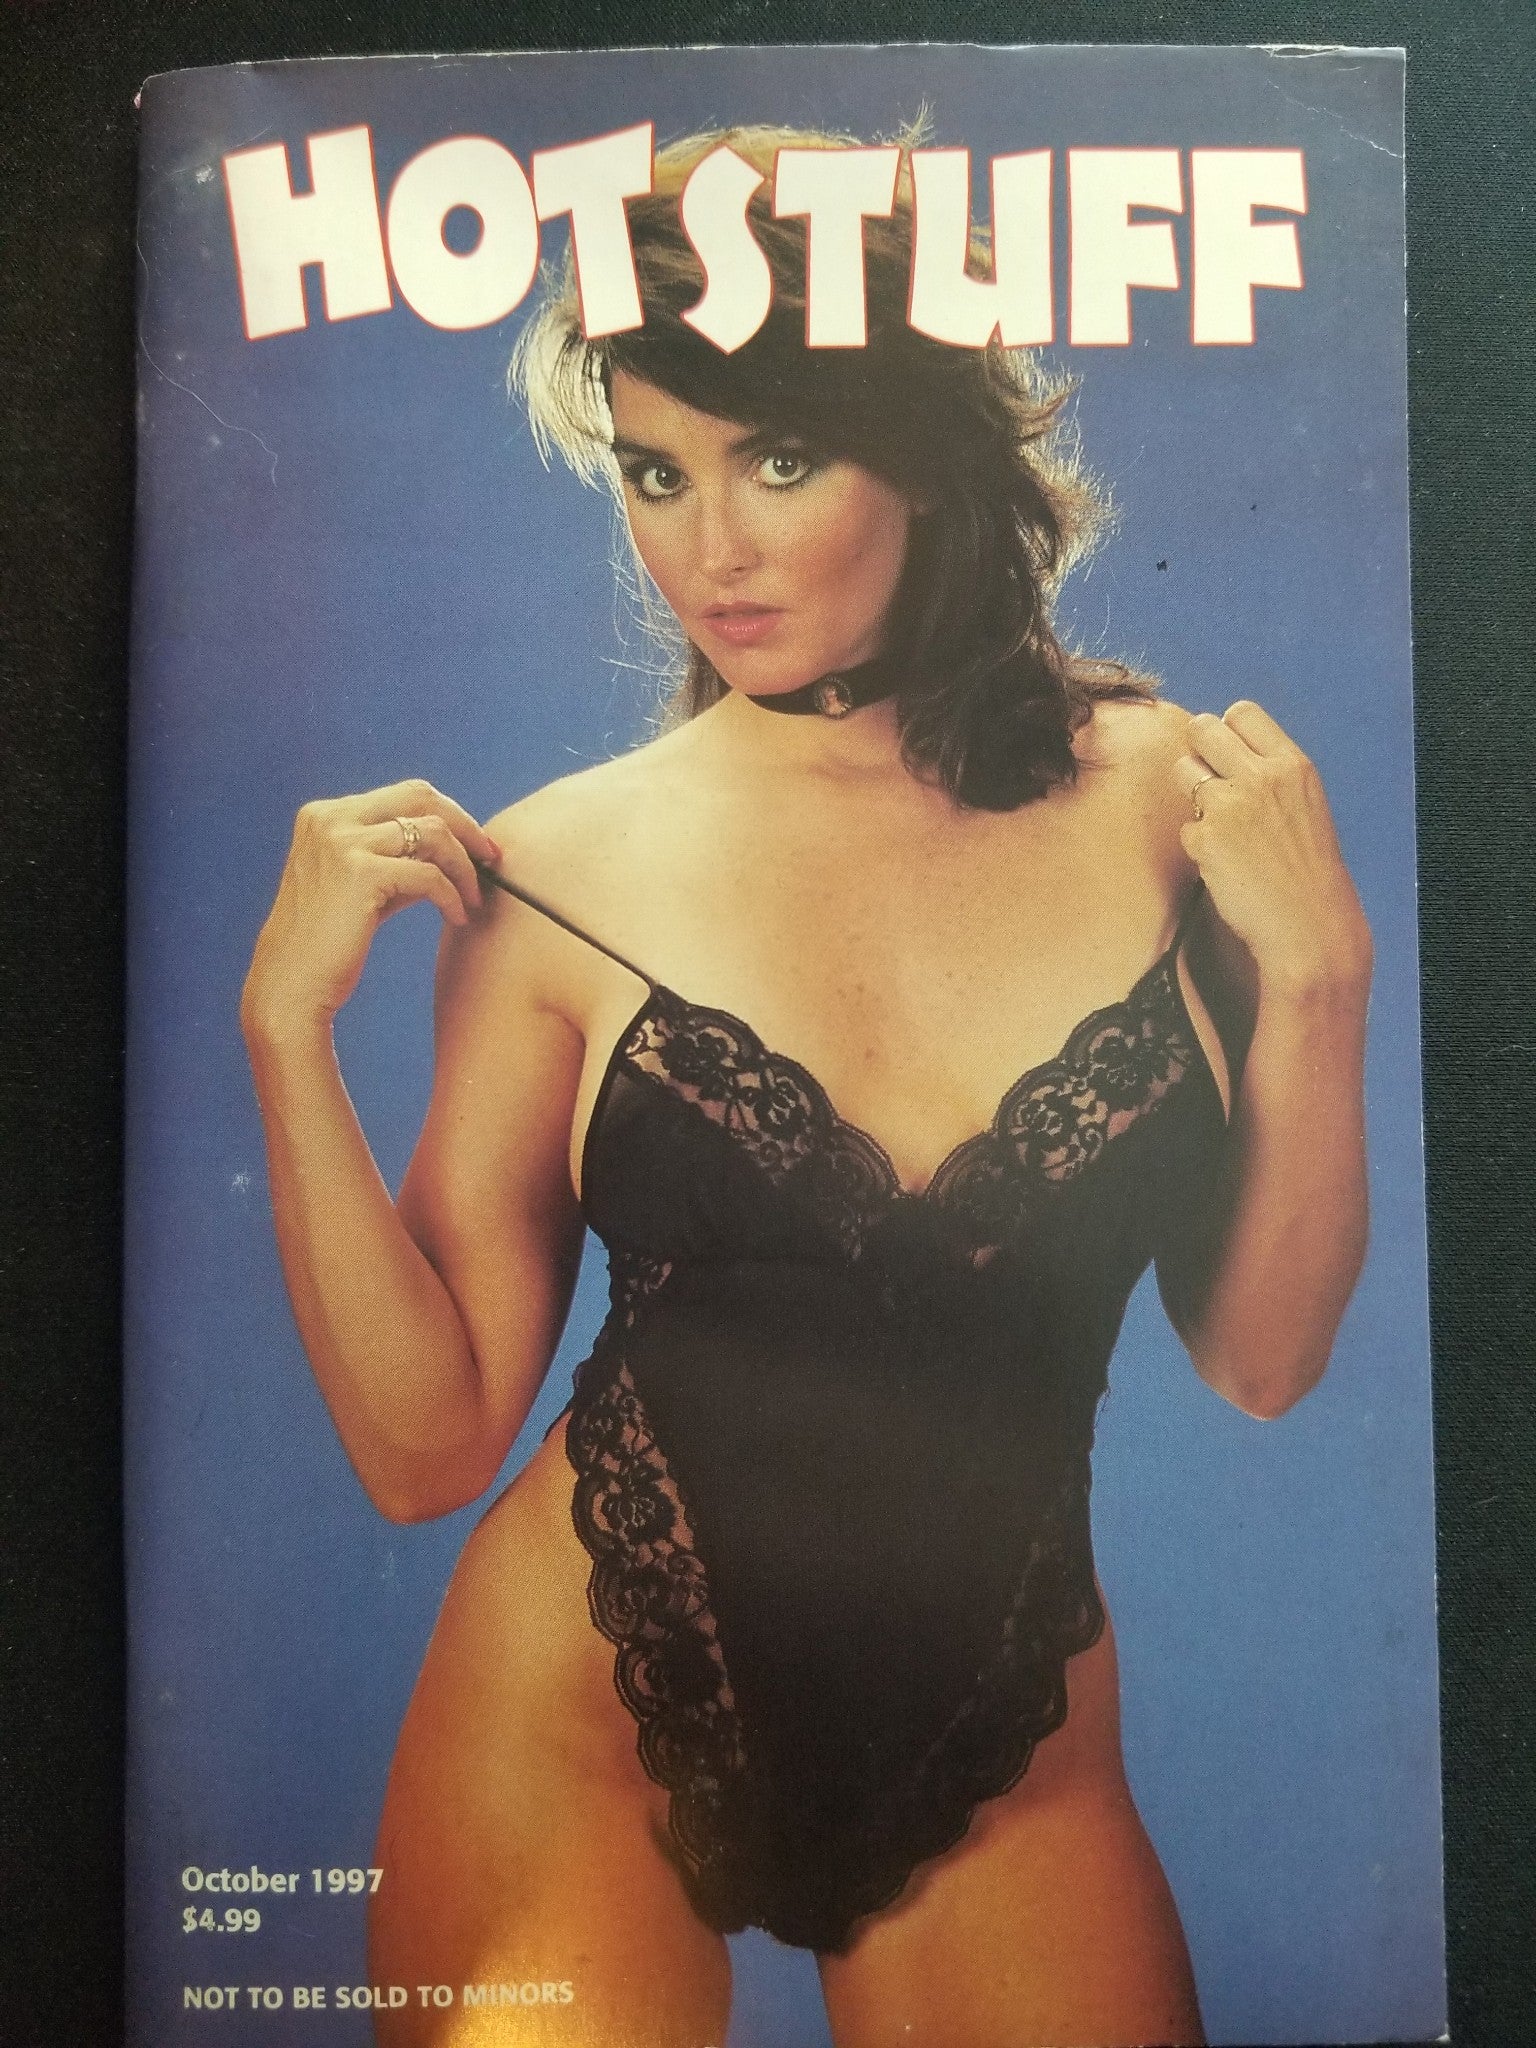 HOTSTUFF
October 1997
$4.99
NOT TO BE SOLD TO MINORS